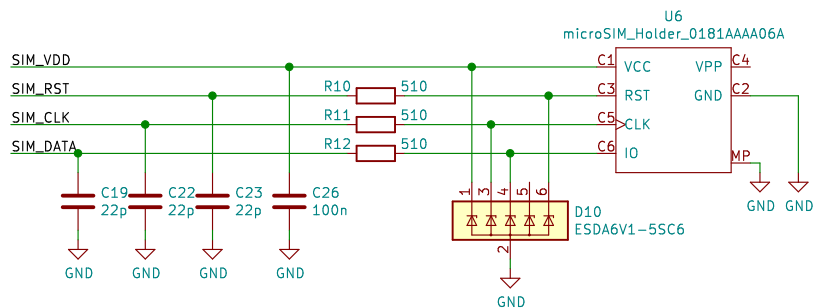 U6
microSIM_Holder_0181AAAA06A
SIM_VDD
C1 VCC VPP C4
SIM_RST
R10 510
C3 RST GND C2
SIM_CLK
R11 510
C5 CLK
SIM_DATA
R12 510
C6 IO
MP
C19
22p
C22
22p
C23
22p
C26
100n
1 3 4 5 6
D10
ESDA6V1-5SC6
2
GND GND
GND GND GND GND
GND